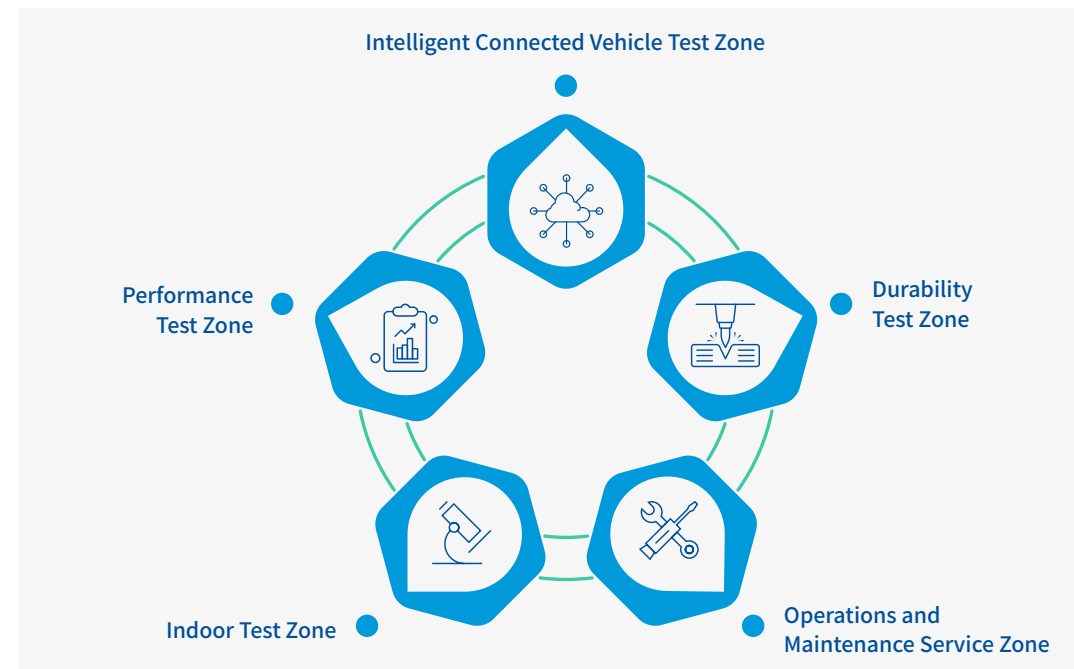 Intelligent Connected Vehicle Test Zone
Performance
Test Zone
Durability
Test Zone
Indoor Test Zone
Operations and
Maintenance Service Zone